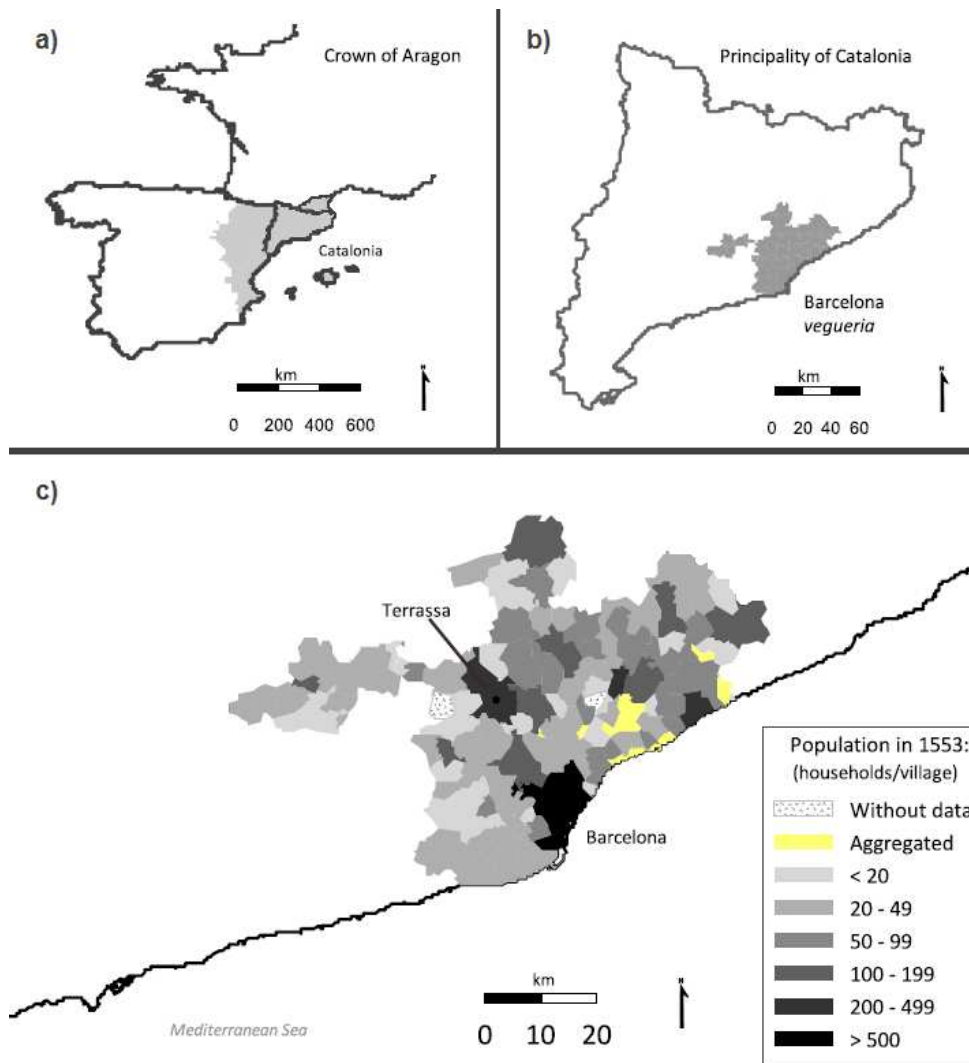 a)
Crown of Aragon
Catalonia
km
N
0 200 400 600
b)
Principality of Catalonia
Barcelona
vegueria
km
N
0 20 40 60
c)
Terrassa
Barcelona
km
N
0 10 20
Mediterranean Sea
Population in 1553:
(households/village)
Without data
Aggregated
< 20
20 - 49
50 - 99
100 - 199
200 - 499
> 500